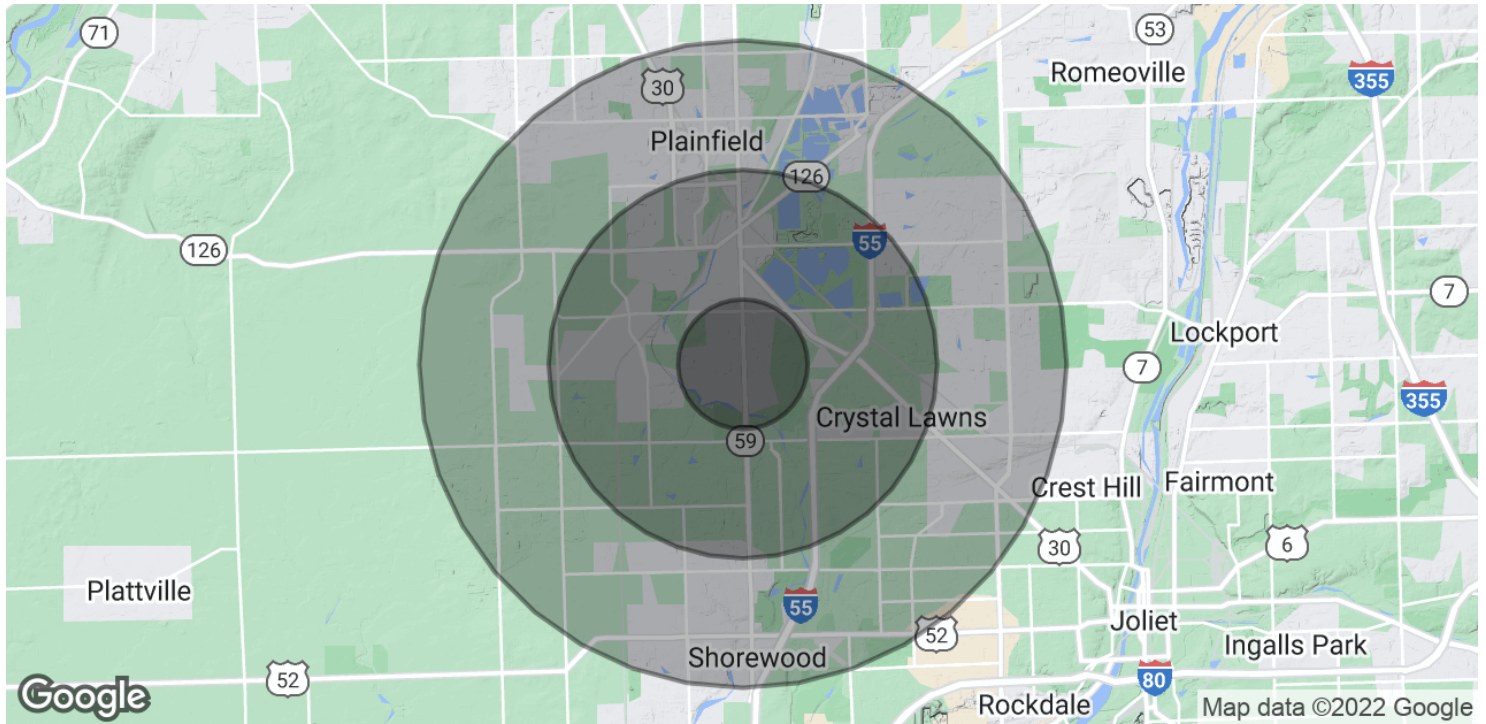 71
53
Romeoville
355
30
Plainfield
126
55
126
7
Lockport
7
355
Crystal Lawns
59
Crest Hill
Fairmont
30
6
Plattville
55
Joliet
52
Ingalls Park
Shorewood
52
80
Rockdale
Google
Map data ©2022 Google